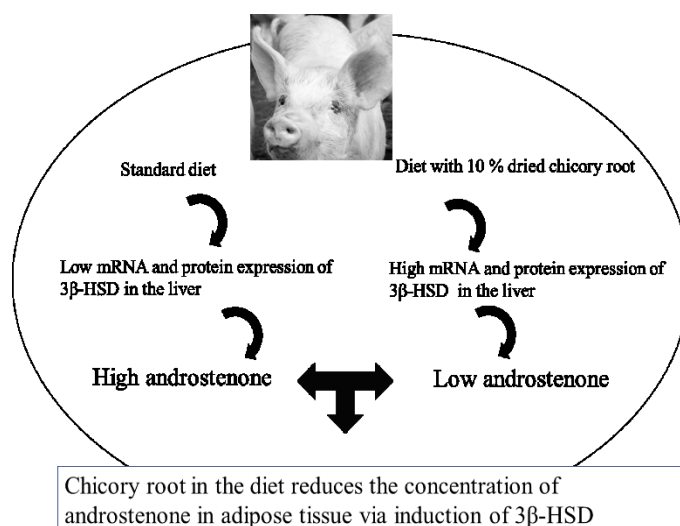 Standard diet
Diet with 10 % dried chicory root
Low mRNA and protein expression of
3β-HSD in the liver
High mRNA and protein expression of
3β-HSD in the liver
High androstenone
Low androstenone
Chicory root in the diet reduces the concentration of
androstenone in adipose tissue via induction of 3β-HSD